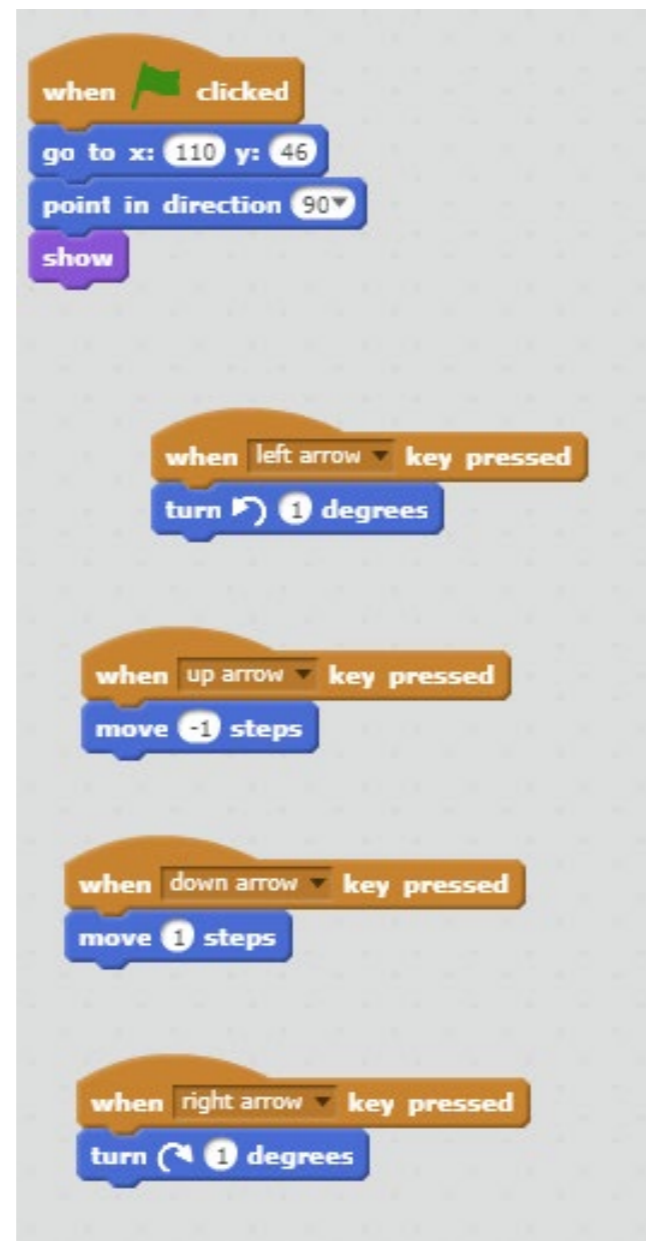 when clicked
go to x: 110 y: 46
point in direction 90
show
when left arrow key pressed
turn 1 degrees
when up arrow key pressed
move -1 steps
when down arrow key pressed
move 1 steps
when right arrow key pressed
turn 1 degrees